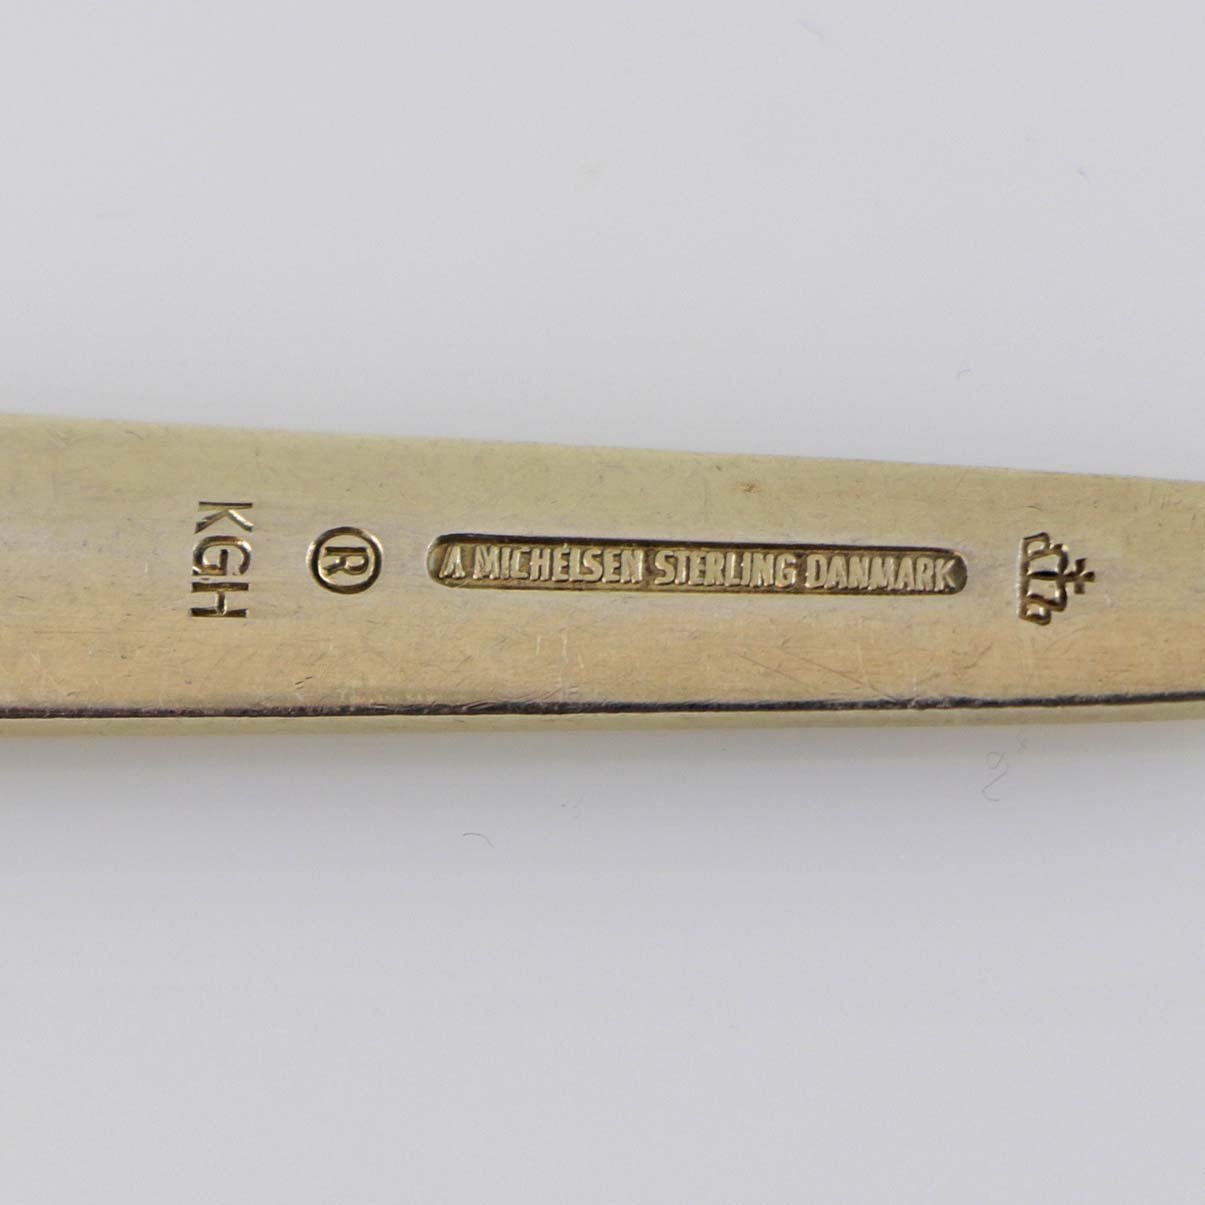 KGH
®
A MICHELSEN STERLING DANMARK